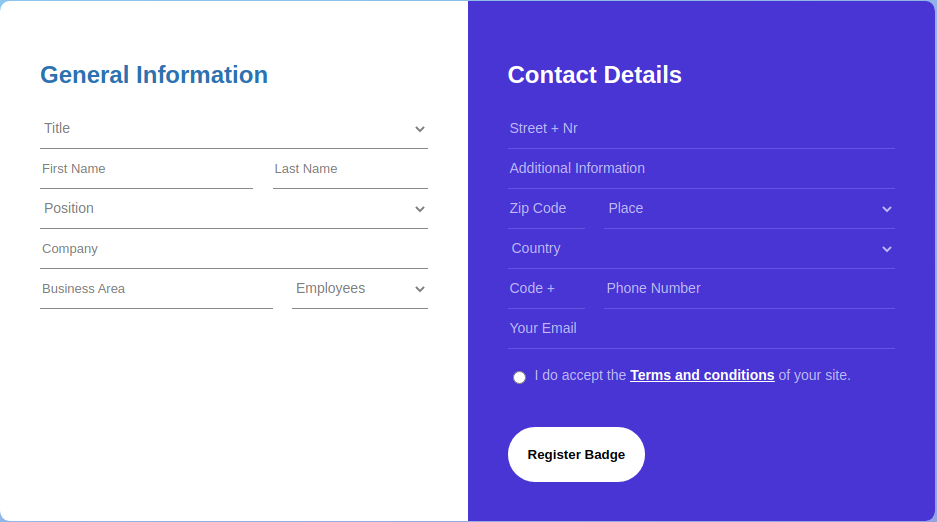 General Information
Title
First Name Last Name
Position
Company
Business Area Employees
Contact Details
Street + Nr
Additional Information
Zip Code Place
Country
Code + Phone Number
Your Email
I do accept the Terms and conditions of your site.
Register Badge